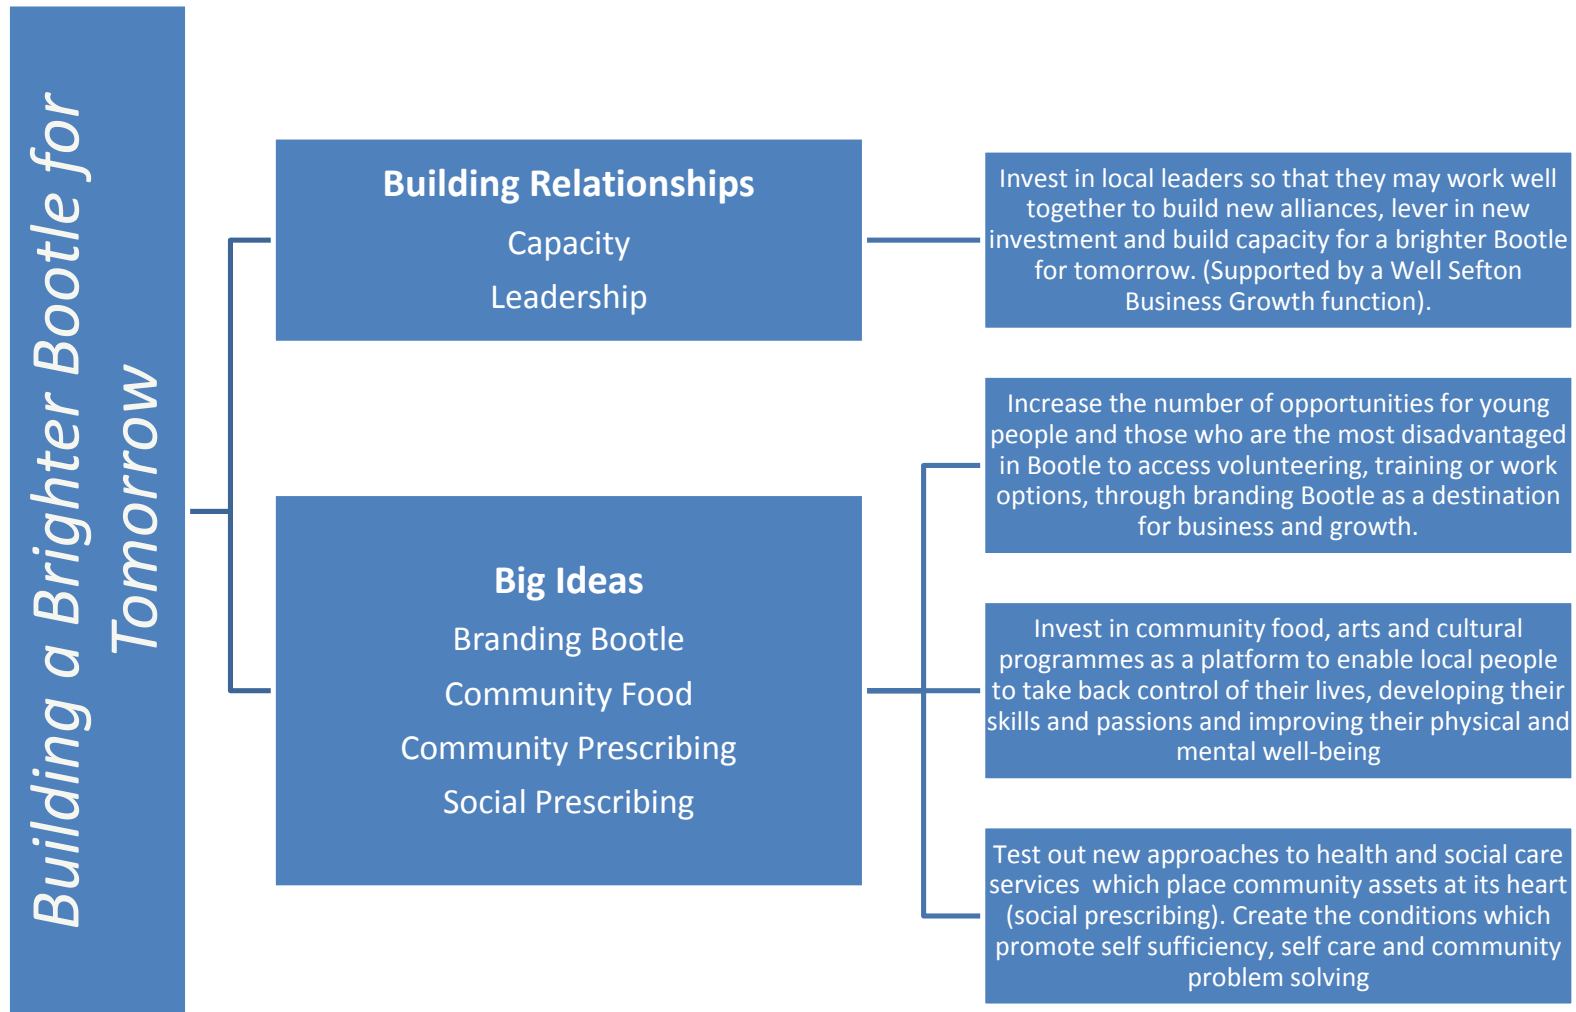 Building a Brighter Bootle for
Tomorrow
Building Relationships
Capacity
Leadership
Invest in local leaders so that they may work well
together to build new alliances, lever in new
investment and build capacity for a brighter Bootle
for tomorrow. (Supported by a Well Sefton
Business Growth function).
Big Ideas
Branding Bootle
Community Food
Community Prescribing
Social Prescribing
Increase the number of opportunities for young
people and those who are the most disadvantaged
in Bootle to access volunteering, training or work
options, through branding Bootle as a destination
for business and growth.
Invest in community food, arts and cultural
programmes as a platform to enable local people
to take back control of their lives, developing their
skills and passions and improving their physical and
mental well-being
Test out new approaches to health and social care
services  which place community assets at its heart
(social prescribing). Create the conditions which
promote self sufficiency, self care and community
problem solving